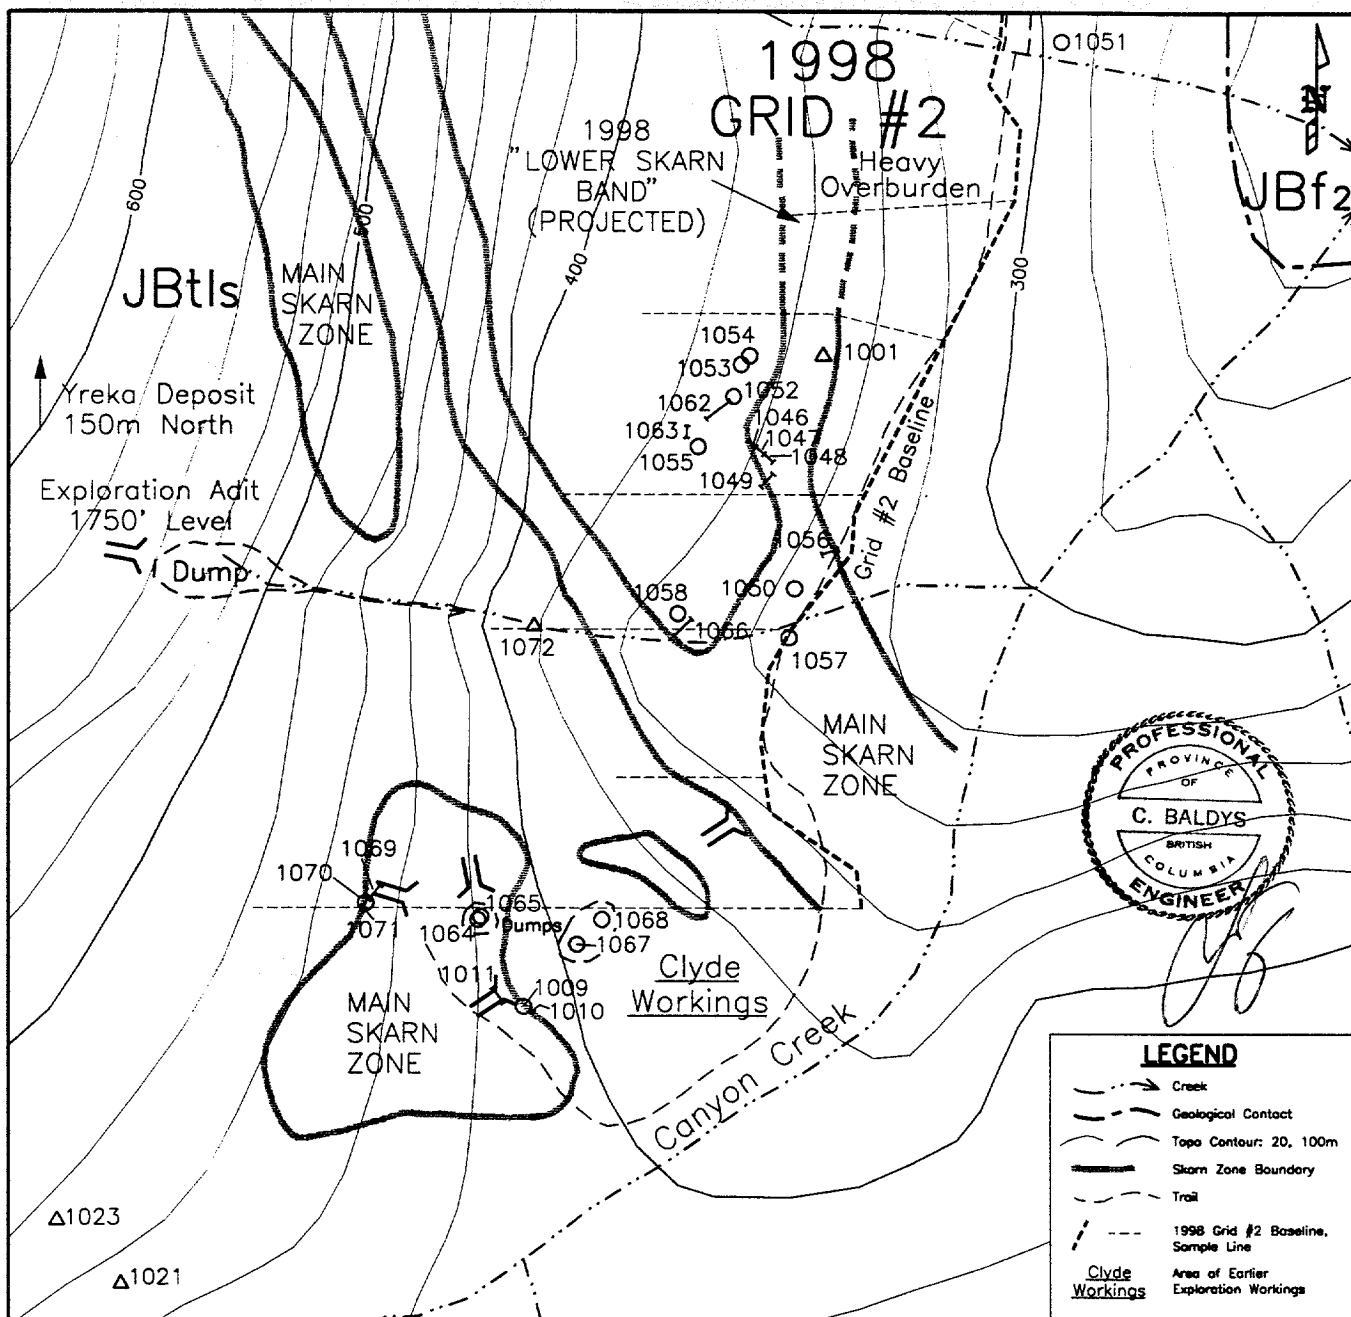 1998
GRID #2
1051
N
1998
"LOWER SKARN
BAND"
(PROJECTED)
Heavy
Overburden
JBf2
600
500
400
300
JBtls
MAIN
SKARN
ZONE
Yreka Deposit
150m North
Exploration Adit
1750' Level
Dump
1054
1053
1001
1052
1062
1046
1047
1063
1048
1055
1049
Grid #2 Baseline
1056
1050
1058
1066
1072
1057
MAIN
SKARN
ZONE
PROFESSIONAL
PROVINCE
OF
C. BALDYS
BRITISH
COLUMBIA
ENGINEER
1069
1070
1071
1065
1064
Dumps
1068
1067
1011
1009
1010
Clyde
Workings
MAIN
SKARN
ZONE
Canyon Creek
1023
1021
LEGEND
Creek
Geological Contact
Topo Contour: 20, 100m
Skarn Zone Boundary
Trail
1998 Grid #2 Baseline,
Sample Line
Clyde
Workings
Area of Earlier
Exploration Workings